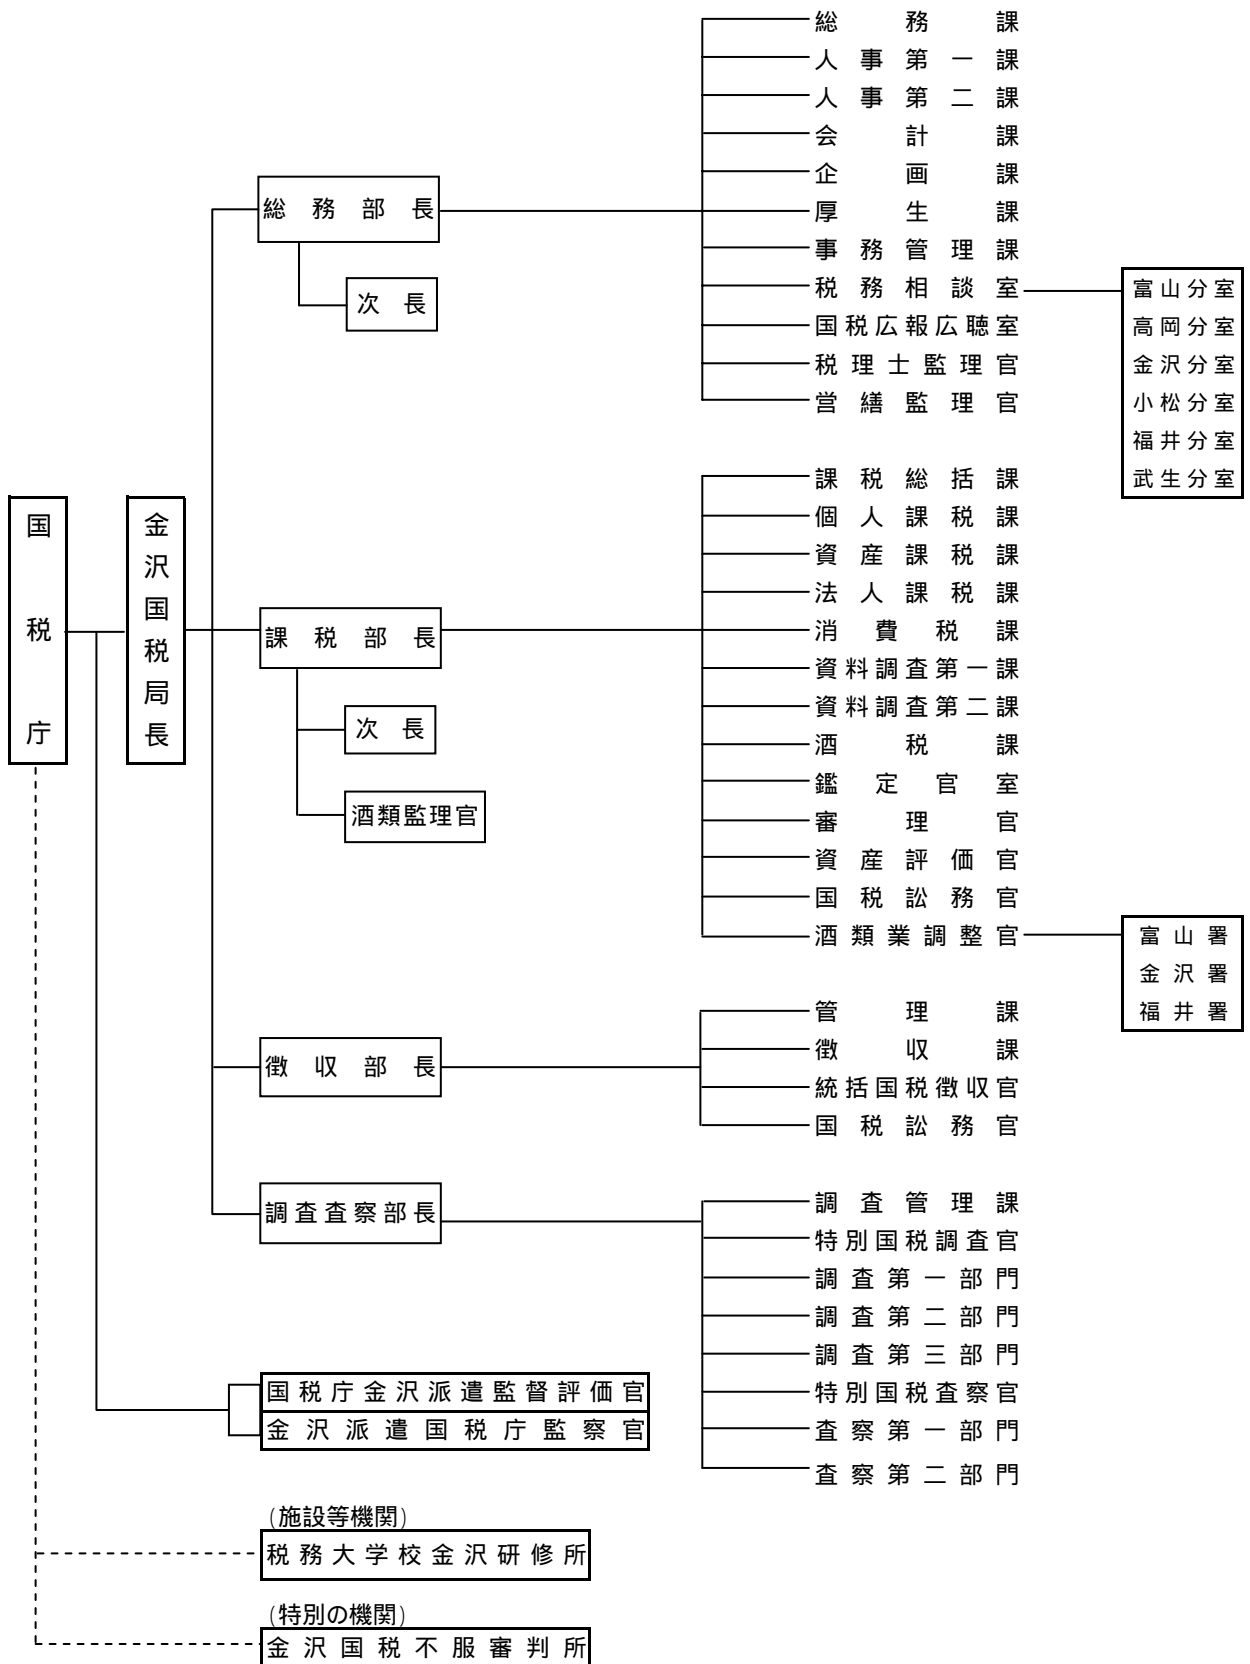 国税庁
金沢国税局長
総務部長
次長
総務課
人事第一課
人事第二課
会計課
企画課
厚生課
事務管理課
税務相談室
国税広報広聴室
税理士監理官
営繕監理官
富山分室
高岡分室
金沢分室
小松分室
福井分室
武生分室
課税部長
次長
酒類監理官
課税総括課
個人課税課
資産課税課
法人課税課
消費税課
資料調査第一課
資料調査第二課
酒税課
鑑定官室
審理官
資産評価官
国税訟務官
酒類業調整官
富山署
金沢署
福井署
徴収部長
管理課
徴収課
統括国税徴収官
国税訟務官
調査査察部長
調査管理課
特別国税調査官
調査第一部門
調査第二部門
調査第三部門
特別国税査察官
査察第一部門
査察第二部門
国税庁金沢派遣監督評価官
金沢派遣国税庁監察官
(施設等機関)
税務大学校金沢研修所
(特別の機関)
金沢国税不服審判所